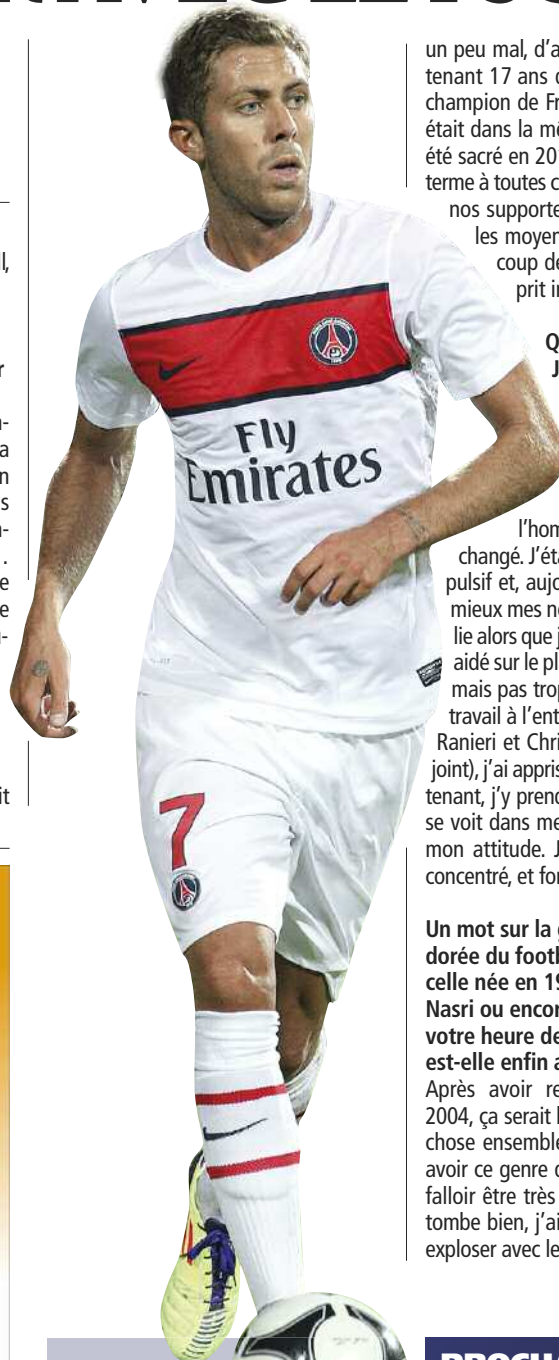 l,
r
a
n
s
.
e
e
it
Fly
Emirates
7
un peu mal, d'a
tenant 17 ans
champion de Fr
était dans la mê
été sacré en 20
terme à toutes c
nos supporte
les moyen
coup de
prit i
Q
J
l'hom
changé. J'éta
pulsif et, aujo
mieux mes ne
lie alors que j
aidé sur le pl
mais pas trop
travail à l'ent
Ranieri et Chri
joint), j'ai appris
tenant, j'y prend
se voit dans me
mon attitude. J
concentré, et for
Un mot sur la
dorée du footb
celle née en 19
Nasri ou encor
votre heure de
est-elle enfin a
Après avoir re
2004, ça serait
chose ensemble
avoir ce genre
falloir être très
tombe bien, j'ai
exploser avec le